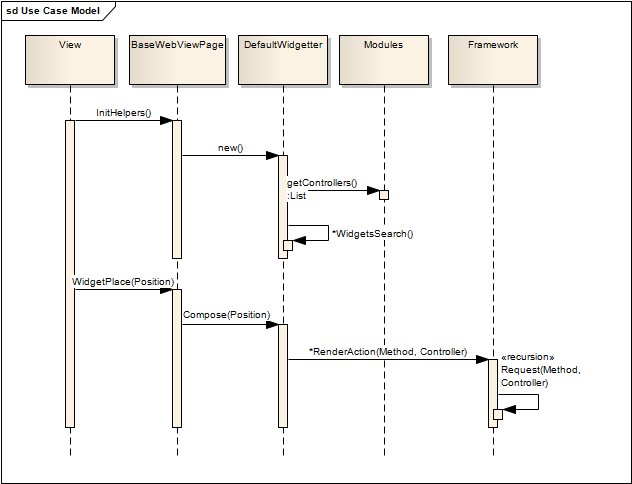 sd Use Case Model
View
BaseWebViewPage
DefaultWidgetter
Modules
Framework
InitHelpers()
new()
getControllers()
:List
*WidgetsSearch()
WidgetPlace(Position)
Compose(Position)
*RenderAction(Method, Controller)
«recursion»
Request(Method,
Controller)